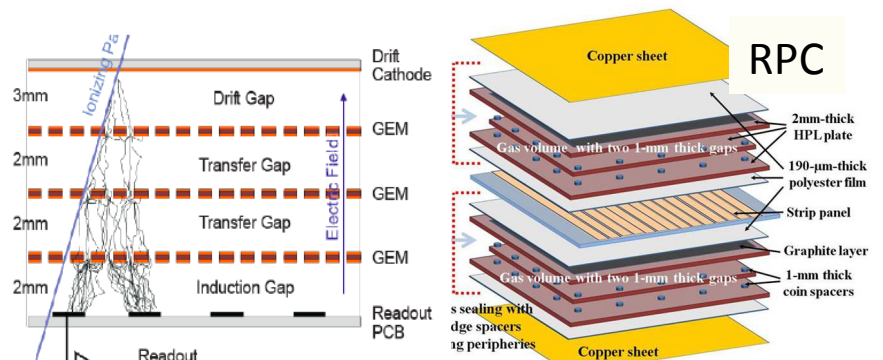 Drift
Cathode
Ionizing Pa
3mm
Drift Gap
GEM
2mm
Transfer Gap
Electric Field
GEM
2mm
Transfer Gap
GEM
2mm
Induction Gap
Readout
PCB
Readout
RPC
Copper sheet
2mm-thick
HPL plate
Gas volume with two 1-mm thick gaps
190-μm-thick
polyester film
Strip panel
Graphite layer
Gas volume with two 1-mm thick gaps
1-mm thick
coin spacers
s sealing with
dge spacers
ng peripheries
Copper sheet